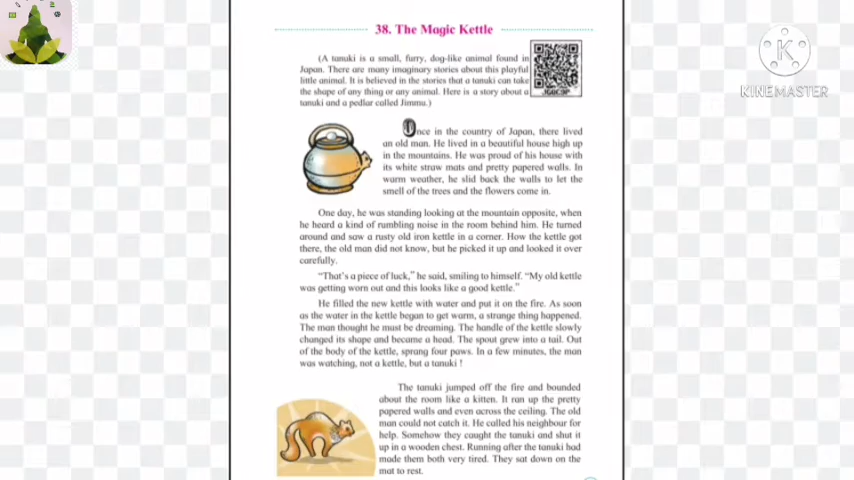 38. The Magic Kettle
(A tanuki is a small, furry, dog-like animal found in
Japan. There are many imaginary stories about this playful
little animal. It is believed in the stories that a tanuki can take
the shape of any thing or any animal. Here is a story about a
tanuki and a pedlar called Jimmu.)
JGQC3P
Once in the country of Japan, there lived
an old man. He lived in a beautiful house high up
in the mountains. He was proud of his house with
its white straw mats and pretty papered walls. In
warm weather, he slid back the walls to let the
smell of the trees and the flowers come in.
One day, he was standing looking at the mountain opposite, when
he heard a kind of rumbling noise in the room behind him. He turned
around and saw a rusty old iron kettle in a corner. How the kettle got
there, the old man did not know, but he picked it up and looked it over
carefully.
“That's a piece of luck,” he said, smiling to himself. “My old kettle
was getting worn out and this looks like a good kettle.”
He filled the new kettle with water and put it on the fire. As soon
as the water in the kettle began to get warm, a strange thing happened.
The man thought he must be dreaming. The handle of the kettle slowly
changed its shape and became a head. The spout grew into a tail. Out
of the body of the kettle, sprang four paws. In a few minutes, the man
was watching, not a kettle, but a tanuki !
The tanuki jumped off the fire and bounded
about the room like a kitten. It ran up the pretty
papered walls and even across the ceiling. The old
man could not catch it. He called his neighbour for
help. Somehow they caught the tanuki and shut it
up in a wooden chest. Running after the tanuki had
made them both very tired. They sat down on the
mat to rest.
K
KINEMASTER